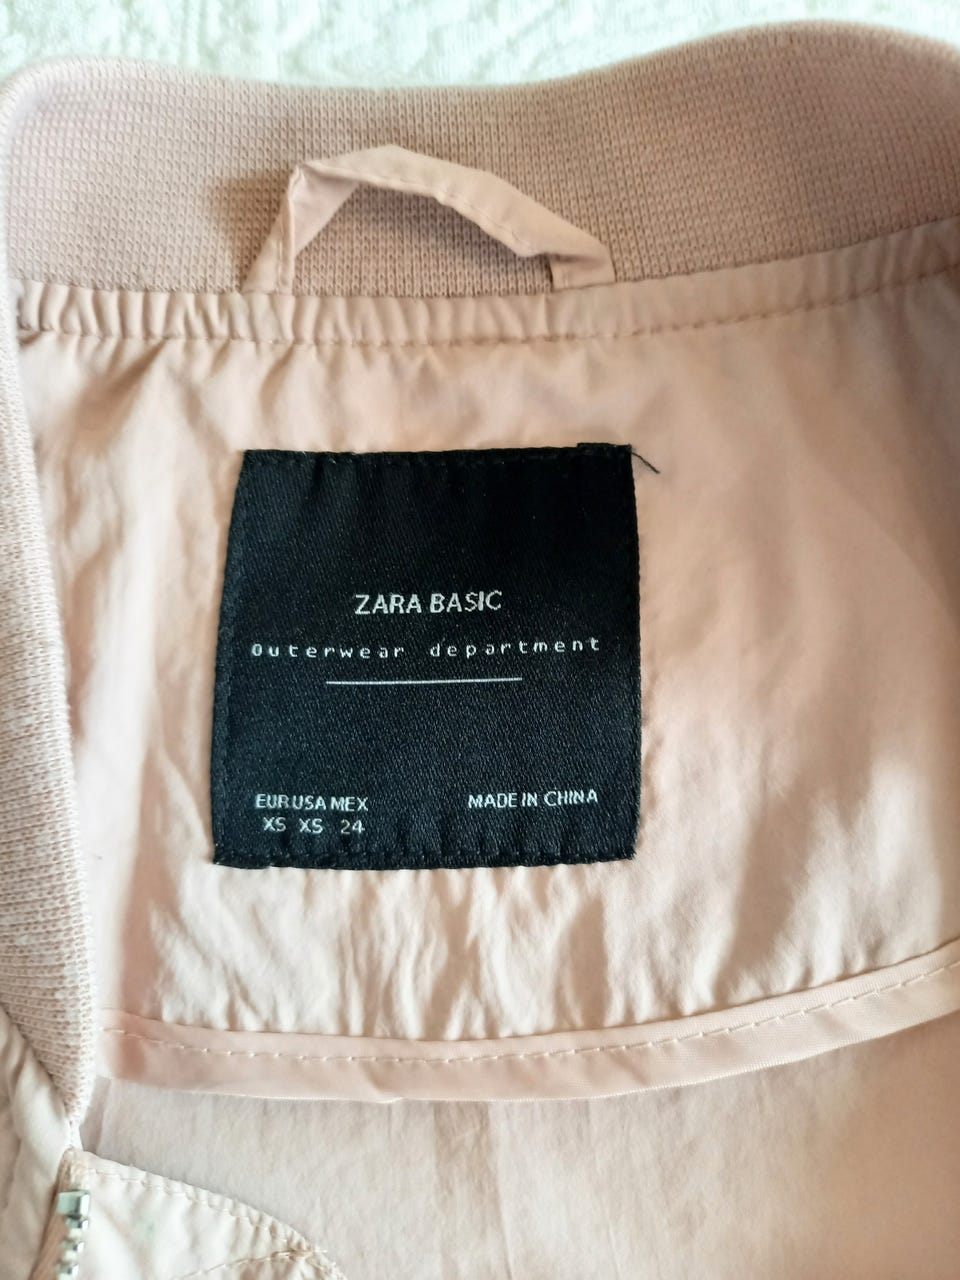 ZARA BASIC
Outerwear department
EUR USA MEX
XS XS 24
MADE IN CHINA